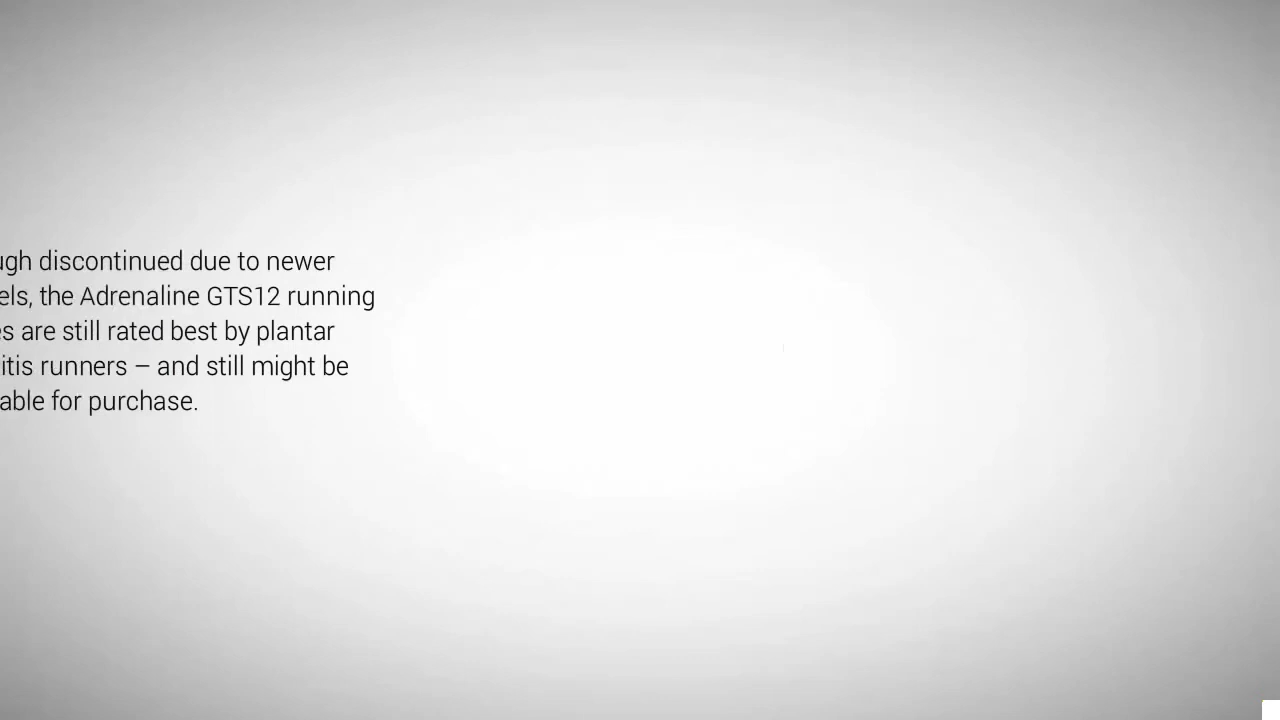 ugh discontinued due to newer
els, the Adrenaline GTS12 running
es are still rated best by plantar
itis runners – and still might be
able for purchase.